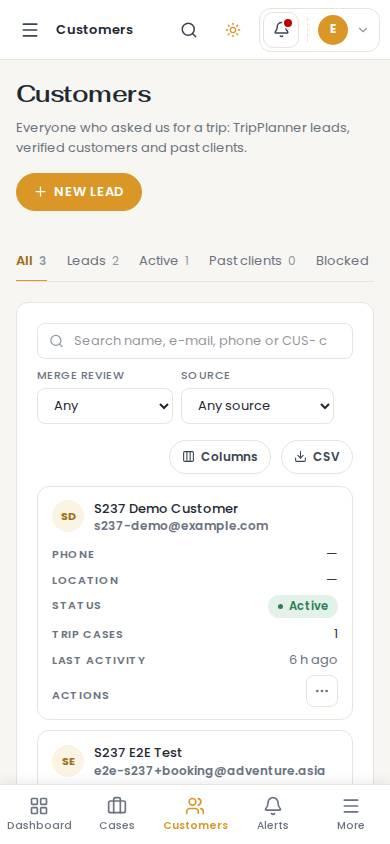 Customers
E
Customers
Everyone who asked us for a trip: TripPlanner leads,
verified customers and past clients.
+ NEW LEAD
All 3 Leads 2 Active 1 Past clients 0 Blocked
Search name, e-mail, phone or CUS- c
MERGE REVIEW SOURCE
Any Any source
Columns CSV
SD S237 Demo Customer
s237-demo@example.com
PHONE —
LOCATION —
STATUS Active
TRIP CASES 1
LAST ACTIVITY 6 h ago
ACTIONS ···
SE S237 E2E Test
e2e-s237+booking@adventure.asia
Dashboard Cases Customers Alerts More